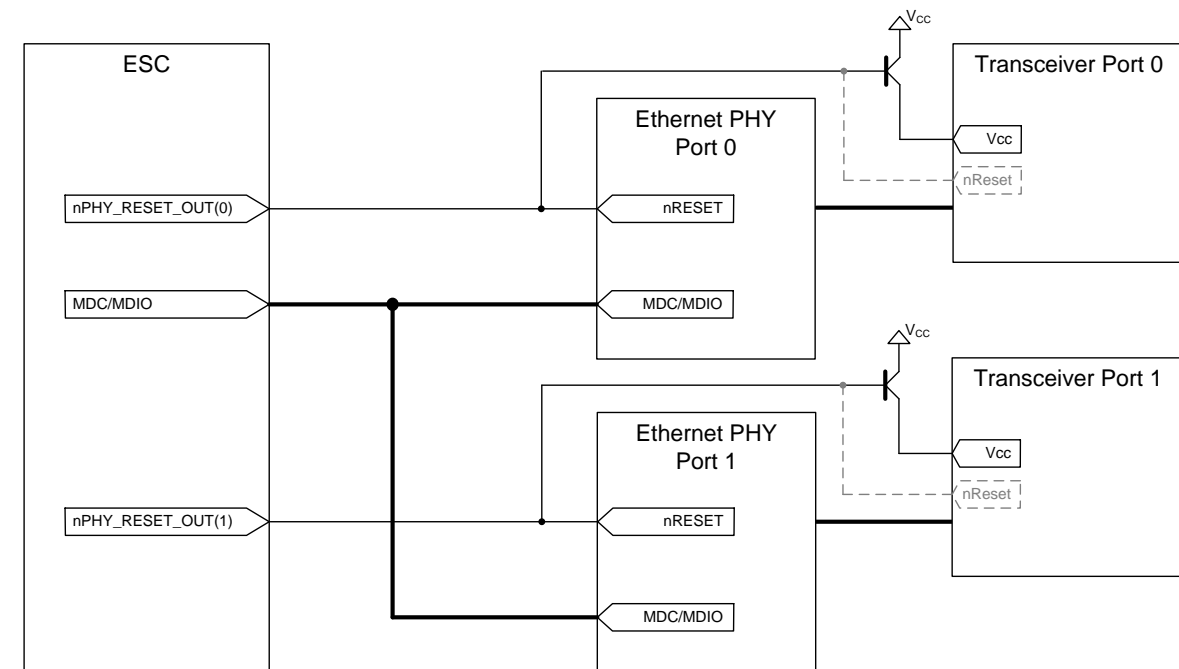 ESC
nPHY_RESET_OUT(0)
MDC/MDIO
nPHY_RESET_OUT(1)
Ethernet PHY
Port 0
nRESET
MDC/MDIO
Ethernet PHY
Port 1
nRESET
MDC/MDIO
VCC
Transceiver Port 0
Vcc
nReset
VCC
Transceiver Port 1
Vcc
nReset